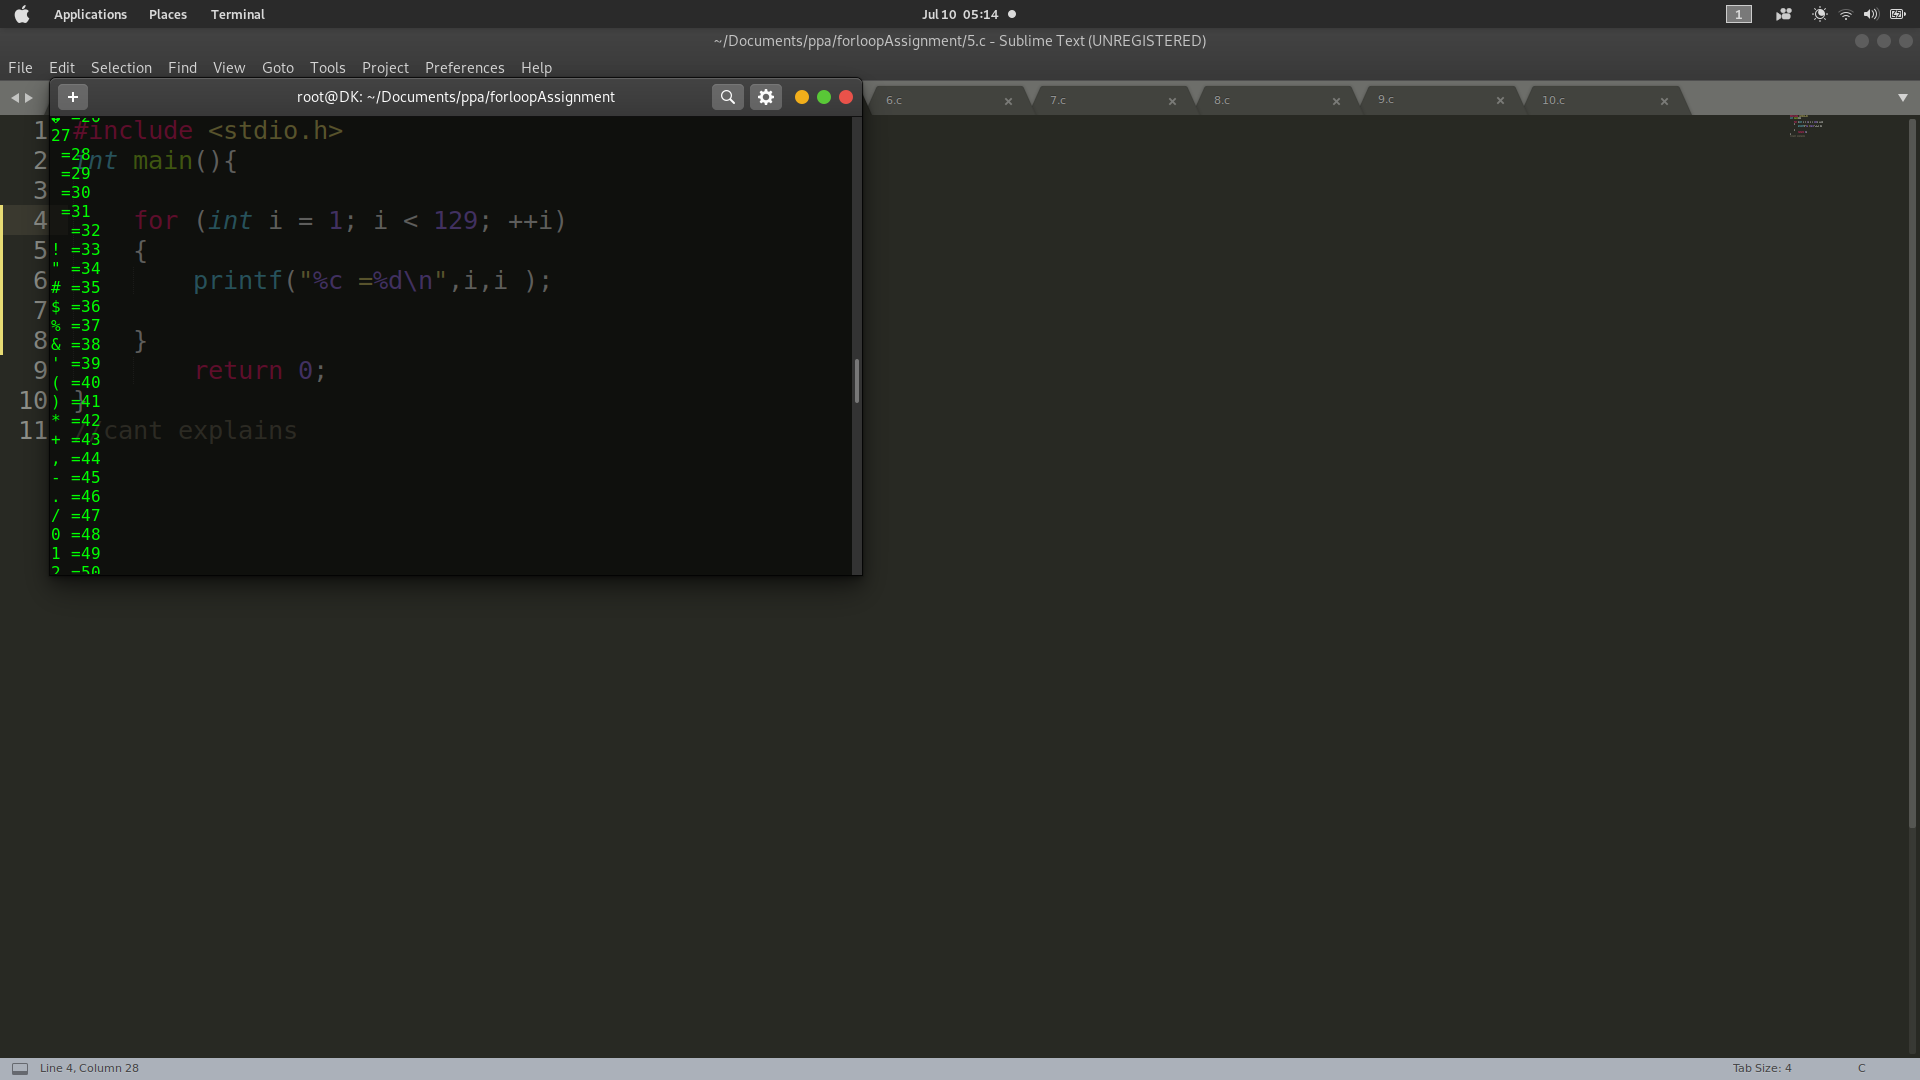 Applications Places Terminal Jul 10 05:14 1
~/Documents/ppa/forloopAssignment/5.c - Sublime Text (UNREGISTERED)
File Edit Selection Find View Goto Tools Project Preferences Help
root@DK: ~/Documents/ppa/forloopAssignment
6.c 7.c 8.c 9.c 10.c
=26
27
=28
=29
=30
=31
=32
! =33
" =34
# =35
$ =36
% =37
& =38
' =39
( =40
) =41
* =42
+ =43
, =44
- =45
. =46
/ =47
0 =48
1 =49
2 =50
1 #include <stdio.h>
2 int main(){
3
4 for (int i = 1; i < 129; ++i)
5 {
6 printf("%c =%d\n",i,i );
7
8 }
9 return 0;
10 }
11 //cant explains
Line 4, Column 28 Tab Size: 4 C